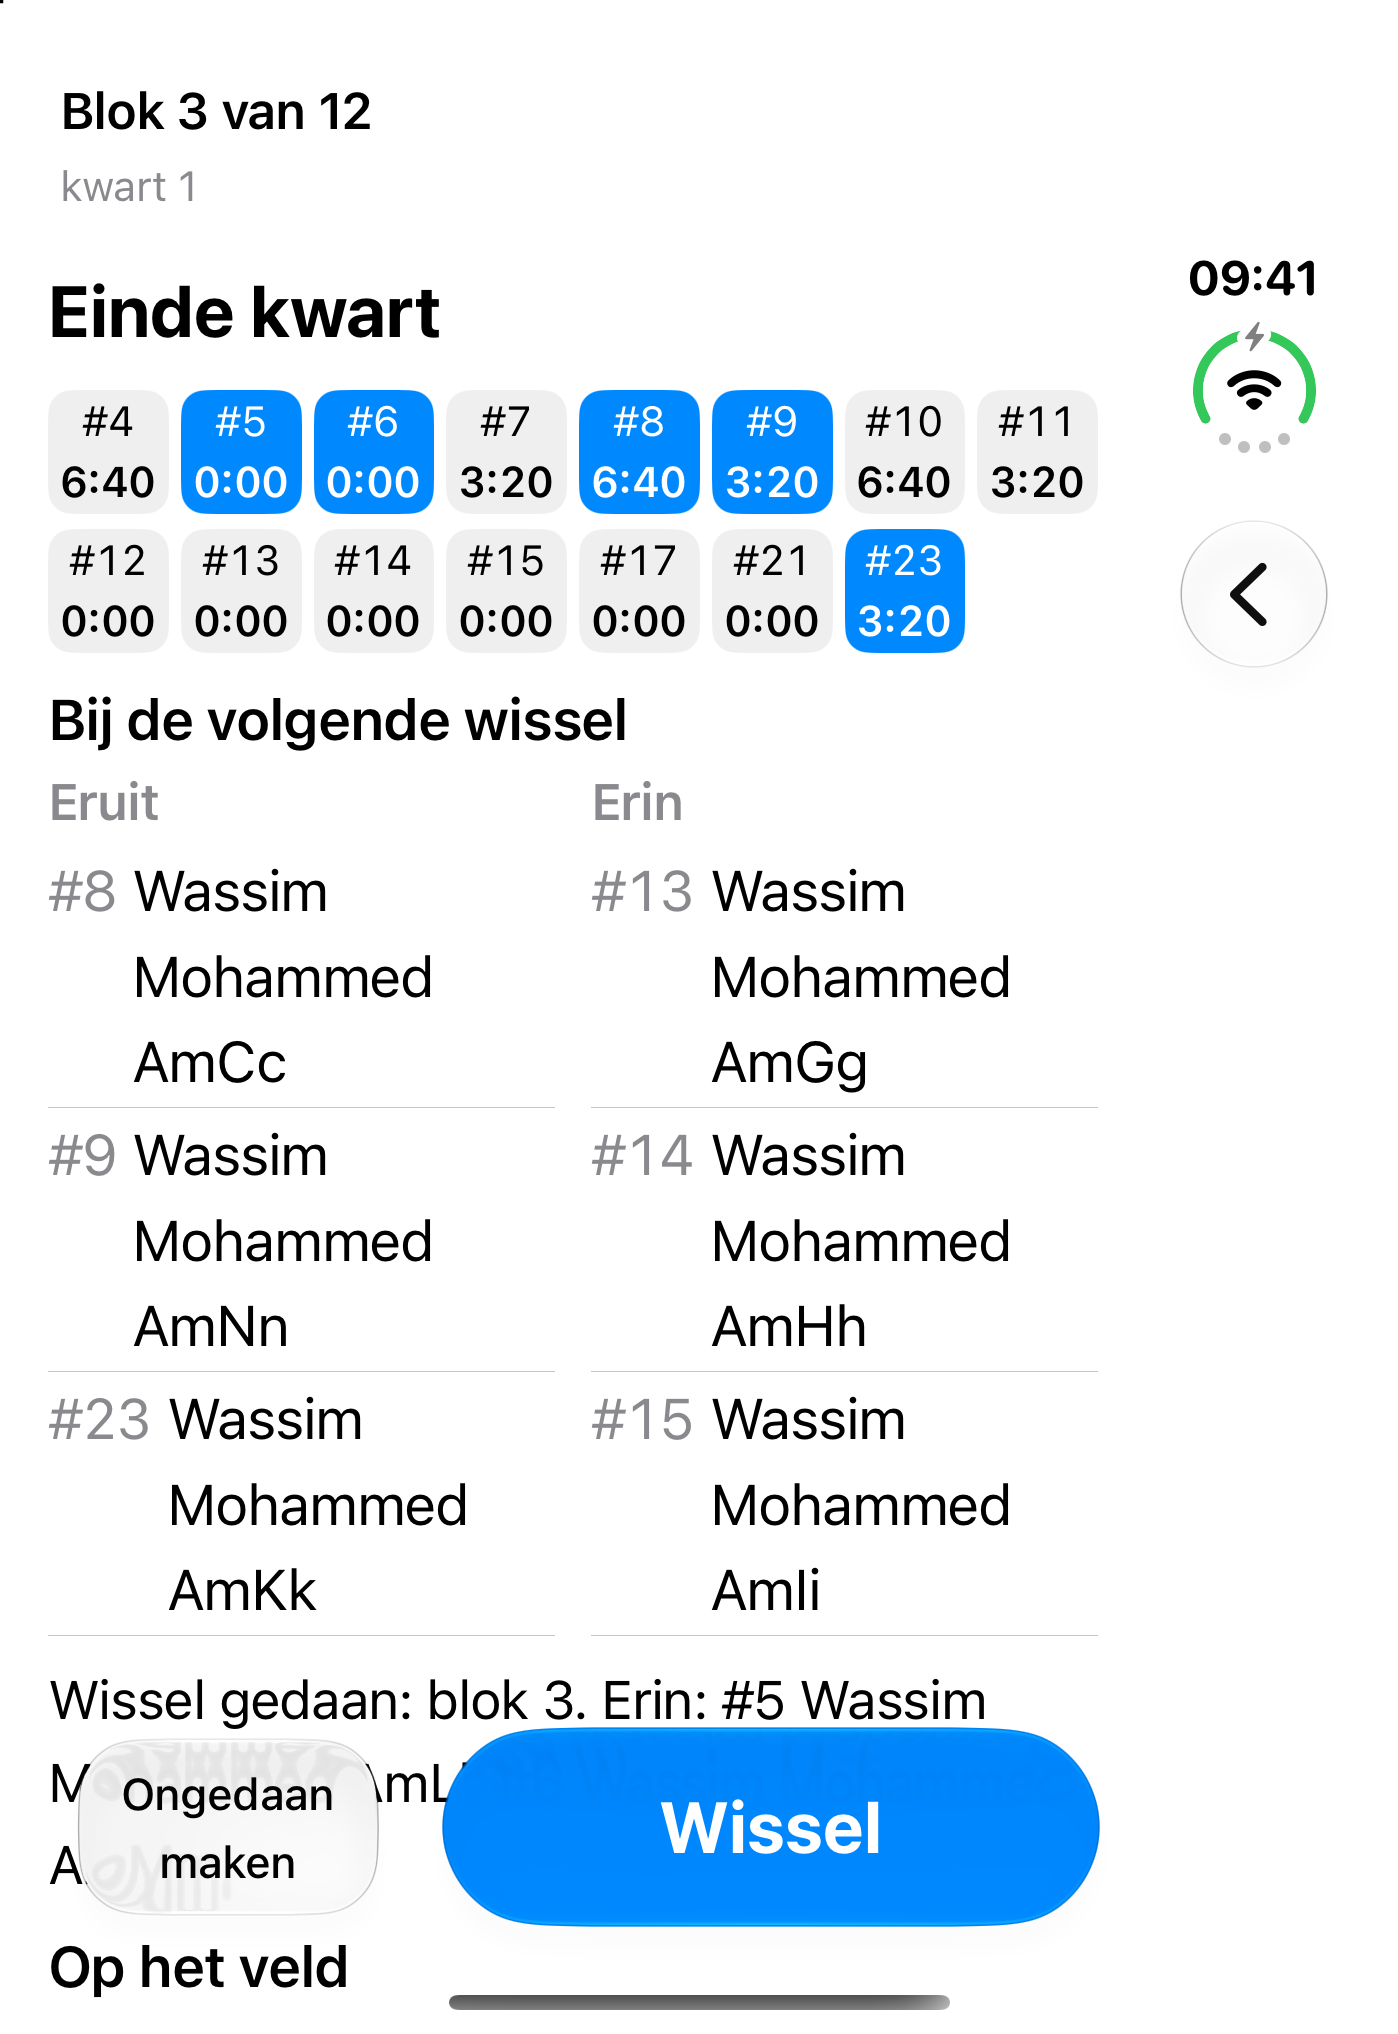 Blok 3 van 12
kwart 1
09:41
Einde kwart
#4 #5 #6 #7 #8 #9 #10 #11
6:40 0:00 0:00 3:20 6:40 3:20 6:40 3:20
#12 #13 #14 #15 #17 #21 #23
0:00 0:00 0:00 0:00 0:00 0:00 3:20
Bij de volgende wissel
Eruit
#8 Wassim
Mohammed
AmCc
#9 Wassim
Mohammed
AmNn
#23 Wassim
Mohammed
AmKk
Erin
#13 Wassim
Mohammed
AmGg
#14 Wassim
Mohammed
AmHh
#15 Wassim
Mohammed
AmIi
Wissel gedaan: blok 3. Erin: #5 Wassim
Ongedaan
maken
Wissel
Op het veld